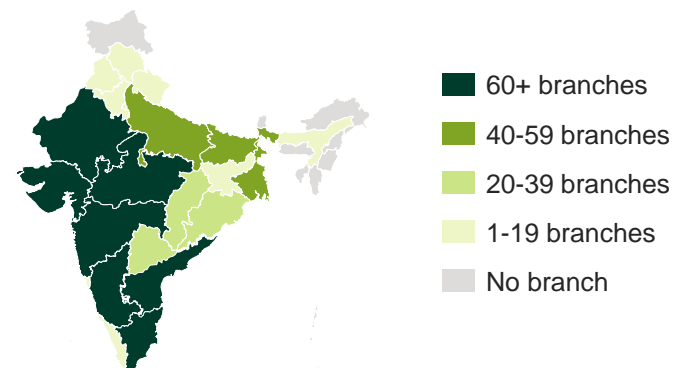 60+ branches
40-59 branches
20-39 branches
1-19 branches
No branch